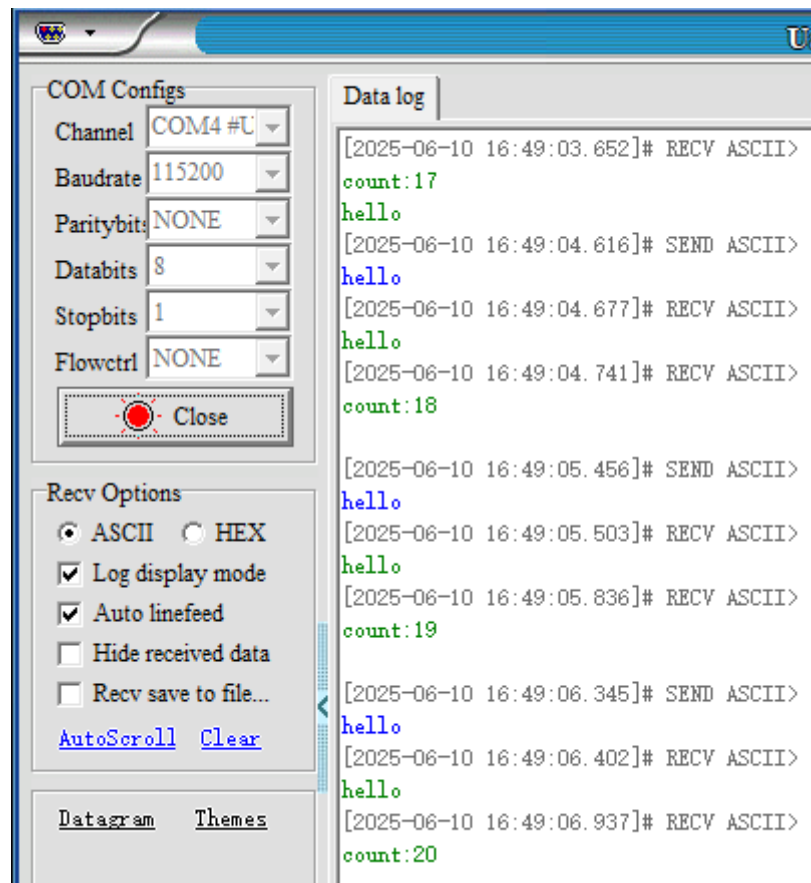 U
COM Configs
Channel COM4 #U
Baudrate 115200
Paritybits NONE
Databits 8
Stopbits 1
Flowctrl NONE
Close
Recv Options
ASCII HEX
Log display mode
Auto linefeed
Hide received data
Recv save to file...
AutoScroll Clear
Datagram Themes
Data log
[2025-06-10 16:49:03.652]# RECV ASCII>
count:17
hello
[2025-06-10 16:49:04.616]# SEND ASCII>
hello
[2025-06-10 16:49:04.677]# RECV ASCII>
hello
[2025-06-10 16:49:04.741]# RECV ASCII>
count:18
[2025-06-10 16:49:05.456]# SEND ASCII>
hello
[2025-06-10 16:49:05.503]# RECV ASCII>
hello
[2025-06-10 16:49:05.836]# RECV ASCII>
count:19
[2025-06-10 16:49:06.345]# SEND ASCII>
hello
[2025-06-10 16:49:06.402]# RECV ASCII>
hello
[2025-06-10 16:49:06.937]# RECV ASCII>
count:20